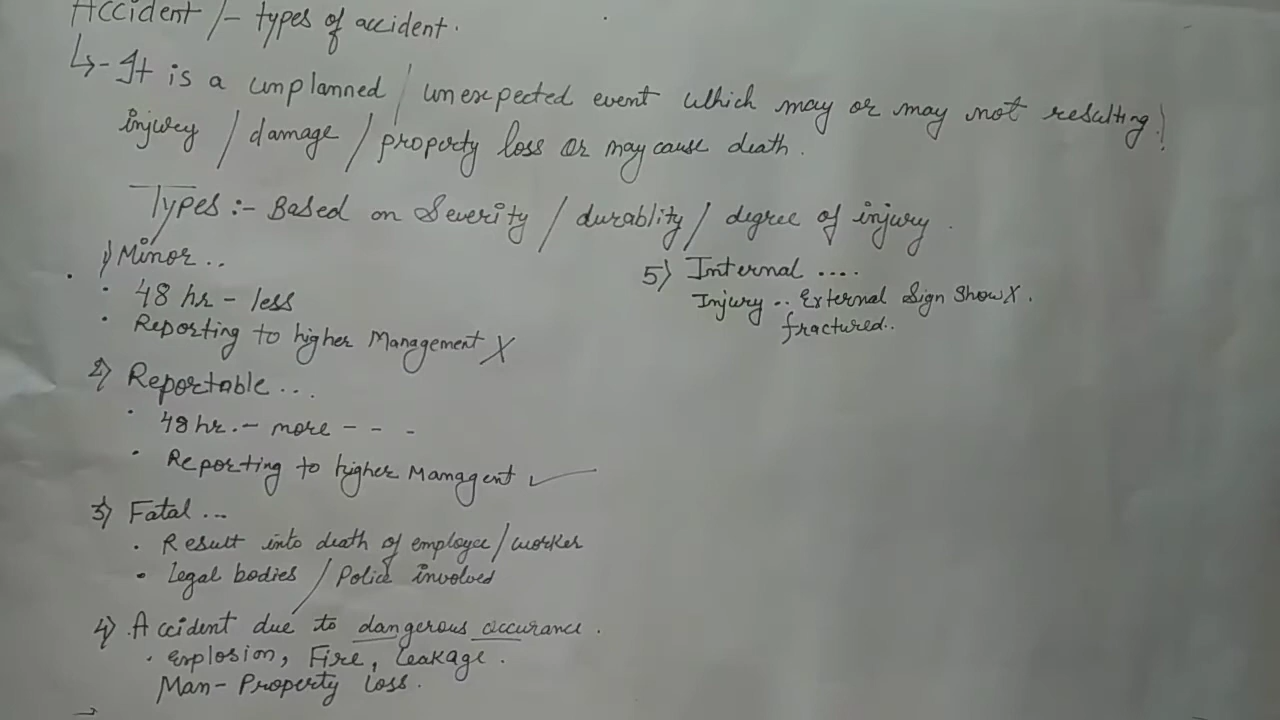 Accident /- types of accident.
↳- It is a unplanned / unexpected event which may or may not resulting /
injury / damage / property loss or may cause death.
Types :- Based on Severity / durablity / degree of injury.
1) Minor ..
• 48 hr - less
• Reporting to higher Management X
2) Reportable ...
• 48 hr. - more - - -
• Reporting to higher Managent ✓
3) Fatal ...
• Result into death of employee / worker
• Legal bodies / Police involved
4) Accident due to dangerous occurance.
• Explosion, Fire, Leakage.
Man - Property loss.
5) Internal ....
Injury .. External Sign Show X.
fractured..